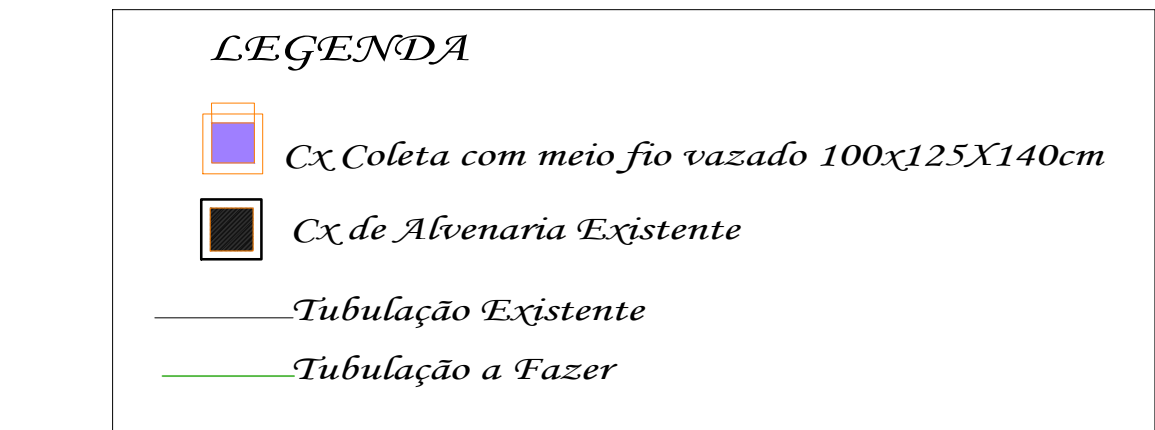 LEGENDA
Cx Coleta com meio fio vazado 100x125X140cm
Cx de Alvenaria Existente
Tubulação Existente
Tubulação a Fazer